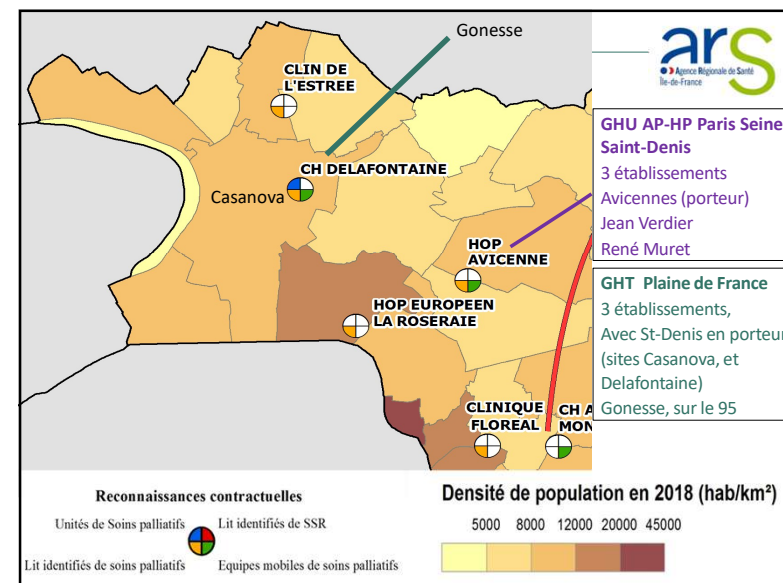 Gonesse
CLIN DE
L'ESTREE
CH DELAFONTAINE
Casanova
HOP
AVICENNE
HOP EUROPEEN
LA ROSERAIE
CLINIQUE
FLOREAL
CH A
MON
ars
Agence Régionale de Santé
Île-de-France
GHU AP-HP Paris Seine
Saint-Denis
3 établissements
Avicennes (porteur)
Jean Verdier
René Muret
GHT Plaine de France
3 établissements,
Avec St-Denis en porteur
(sites Casanova, et
Delafontaine)
Gonesse, sur le 95
Reconnaissances contractuelles
Unités de Soins palliatifs
Lit identifiés de SSR
Lit identifiés de soins palliatifs
Equipes mobiles de soins palliatifs
Densité de population en 2018 (hab/km²)
5000 8000 12000 20000 45000